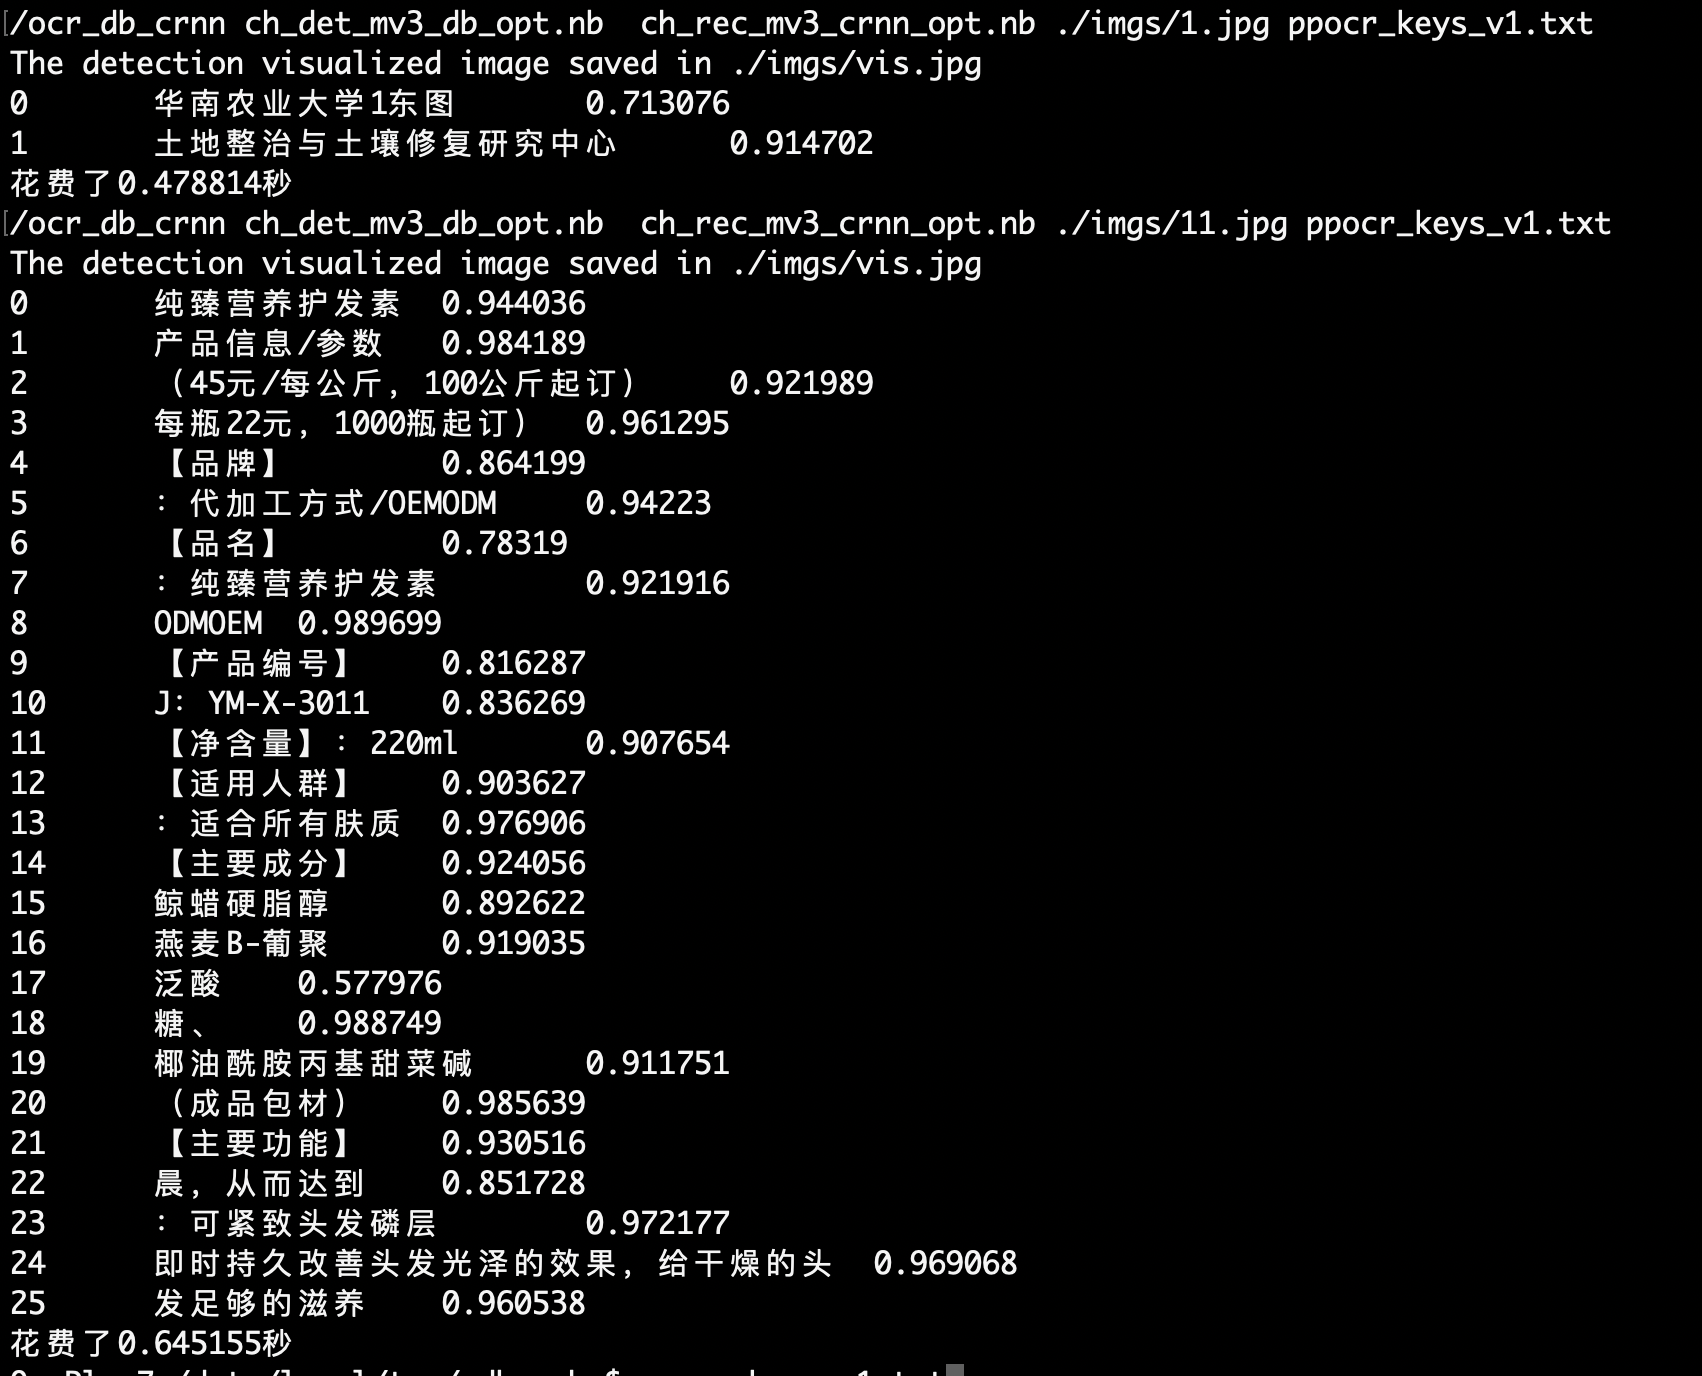 /ocr_db_crnn ch_det_mv3_db_opt.nb  ch_rec_mv3_crnn_opt.nb ./imgs/1.jpg ppocr_keys_v1.txt
The detection visualized image saved in ./imgs/vis.jpg
0 华南农业大学1东图 0.713076
1 土地整治与土壤修复研究中心 0.914702
花费了0.478814秒
/ocr_db_crnn ch_det_mv3_db_opt.nb  ch_rec_mv3_crnn_opt.nb ./imgs/11.jpg ppocr_keys_v1.txt
The detection visualized image saved in ./imgs/vis.jpg
0 纯臻营养护发素 0.944036
1 产品信息/参数 0.984189
2 （45元/每公斤，100公斤起订） 0.921989
3 每瓶22元，1000瓶起订） 0.961295
4 【品牌】 0.864199
5 ：代加工方式/OEMODM 0.94223
6 【品名】 0.78319
7 ：纯臻营养护发素 0.921916
8 ODMOEM 0.989699
9 【产品编号】 0.816287
10 J：YM-X-3011 0.836269
11 【净含量】：220ml 0.907654
12 【适用人群】 0.903627
13 ：适合所有肤质 0.976906
14 【主要成分】 0.924056
15 鲸蜡硬脂醇 0.892622
16 燕麦B-葡聚 0.919035
17 泛酸 0.577976
18 糖、 0.988749
19 椰油酰胺丙基甜菜碱 0.911751
20 （成品包材） 0.985639
21 【主要功能】 0.930516
22 晨，从而达到 0.851728
23 ：可紧致头发磷层 0.972177
24 即时持久改善头发光泽的效果，给干燥的头 0.969068
25 发足够的滋养 0.960538
花费了0.645155秒